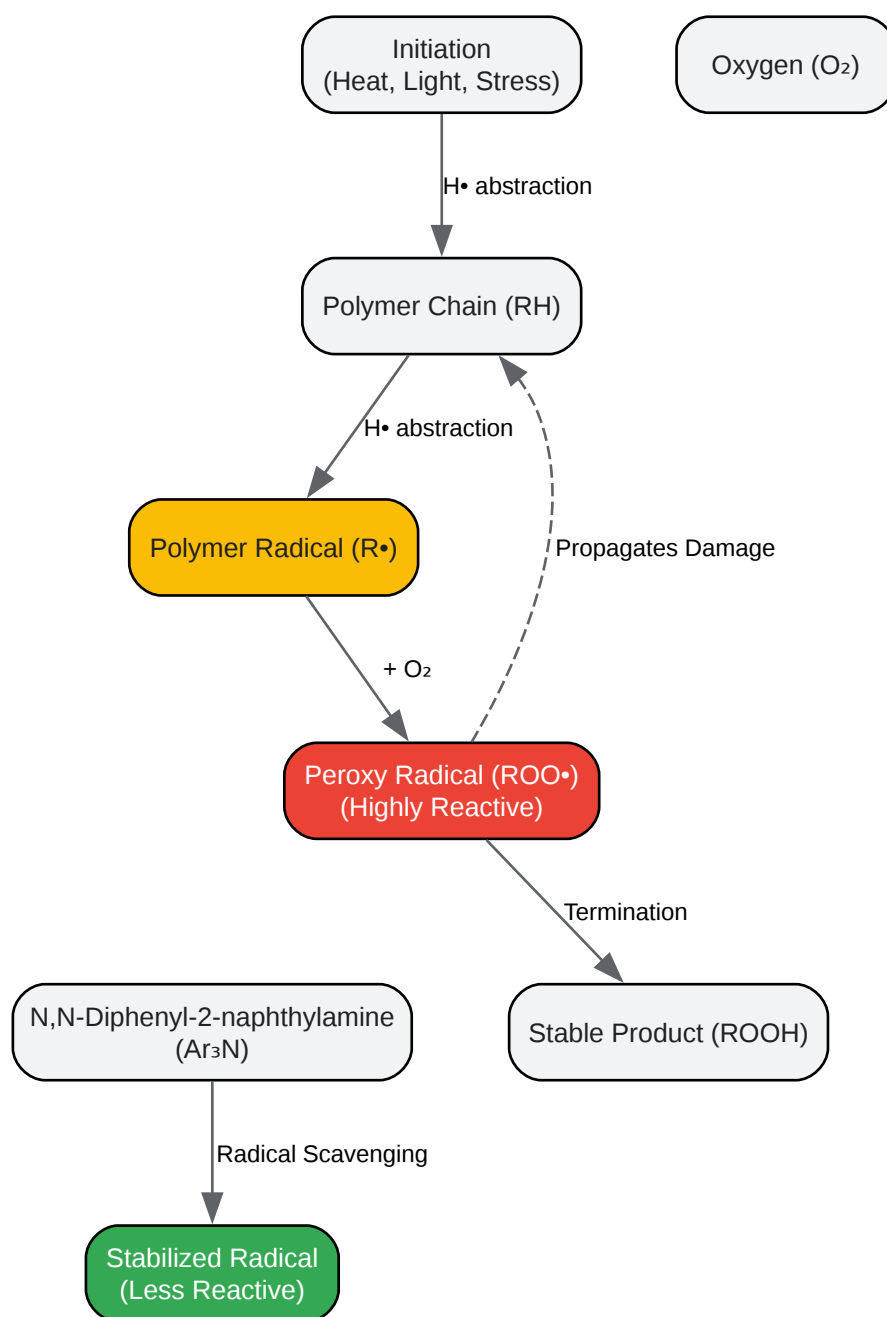 Initiation
(Heat, Light, Stress)
Oxygen (O₂)
H• abstraction
Polymer Chain (RH)
H• abstraction
Polymer Radical (R•)
Propagates Damage
+ O₂
Peroxy Radical (ROO•)
(Highly Reactive)
Termination
N,N-Diphenyl-2-naphthylamine
(Ar₃N)
Stable Product (ROOH)
Radical Scavenging
Stabilized Radical
(Less Reactive)